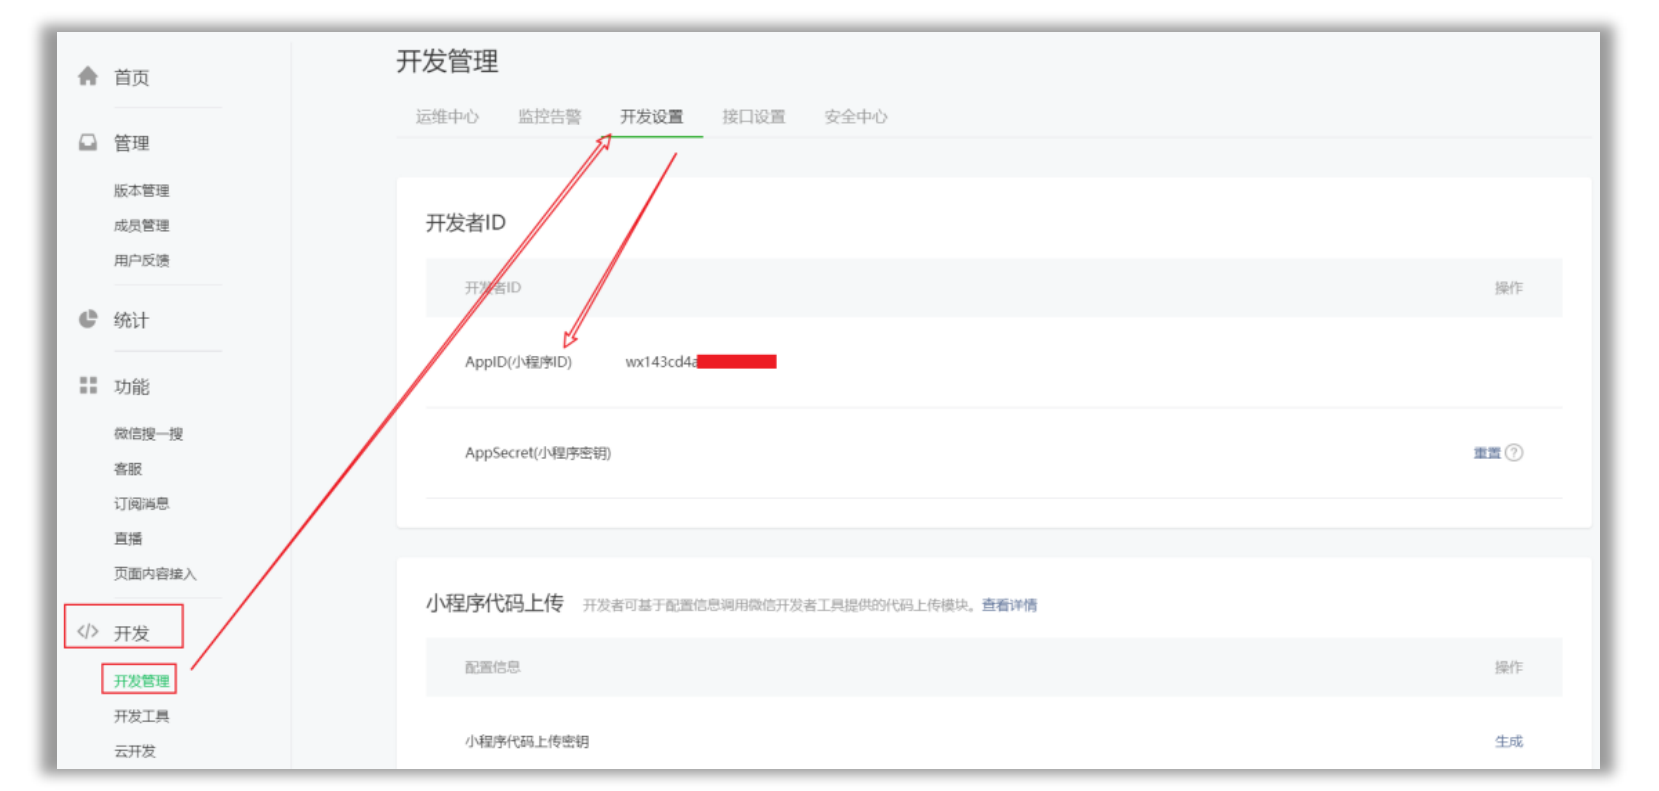 首页
管理
版本管理
成员管理
用户反馈
统计
功能
微信搜一搜
客服
订阅消息
直播
页面内容接入
</> 开发
开发管理
开发工具
云开发
开发管理
运维中心 监控告警 开发设置 接口设置 安全中心
开发者ID
开发者ID 操作
AppID(小程序ID) wx143cd4a
AppSecret(小程序密钥) 重置 ?
小程序代码上传 开发者可基于配置信息调用微信开发者工具提供的代码上传模块。查看详情
配置信息 操作
小程序代码上传密钥 生成